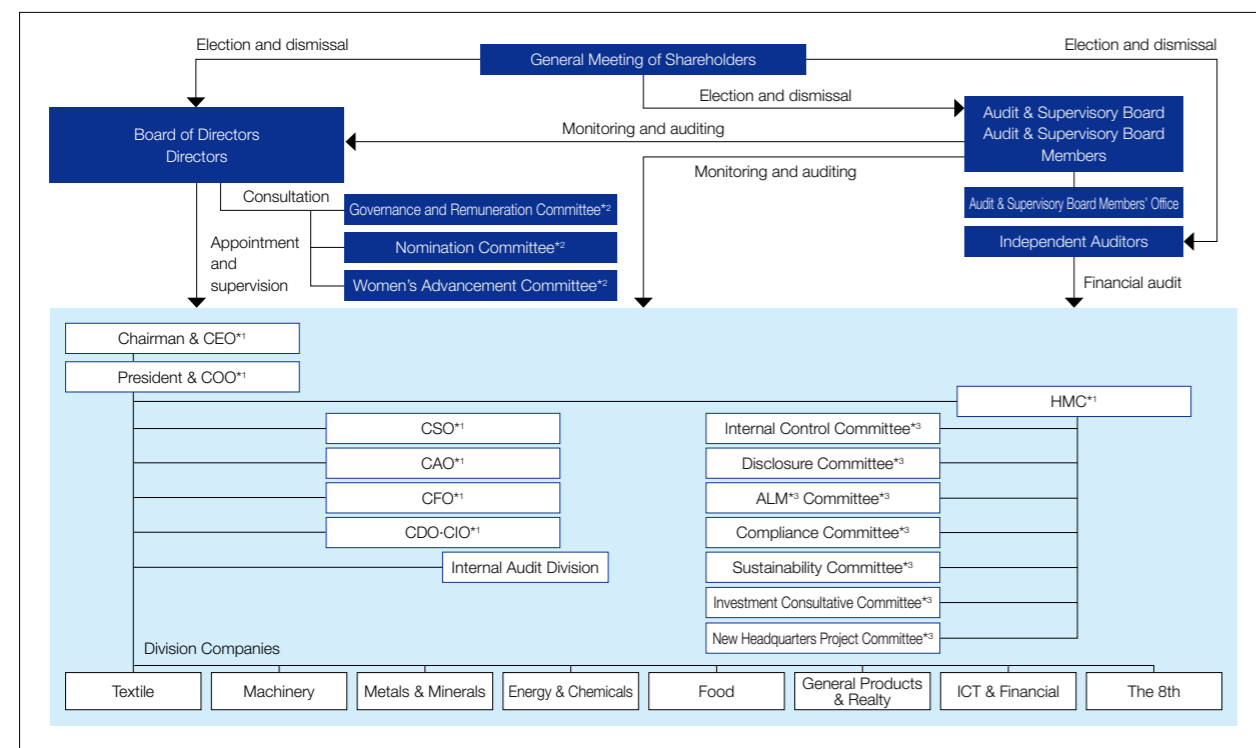 Election and dismissal
General Meeting of Shareholders
Election and dismissal
Election and dismissal
Board of Directors
Directors
Monitoring and auditing
Audit & Supervisory Board
Audit & Supervisory Board
Members
Monitoring and auditing
Consultation
Governance and Remuneration Committee*2
Audit & Supervisory Board Members' Office
Appointment
and
supervision
Nomination Committee*2
Independent Auditors
Women's Advancement Committee*2
Financial audit
Chairman & CEO*1
President & COO*1
HMC*1
CSO*1
Internal Control Committee*3
CAO*1
Disclosure Committee*3
CFO*1
ALM*3 Committee*3
CDO·CIO*1
Compliance Committee*3
Internal Audit Division
Sustainability Committee*3
Investment Consultative Committee*3
New Headquarters Project Committee*3
Division Companies
Textile
Machinery
Metals & Minerals
Energy & Chemicals
Food
General Products
& Realty
ICT & Financial
The 8th